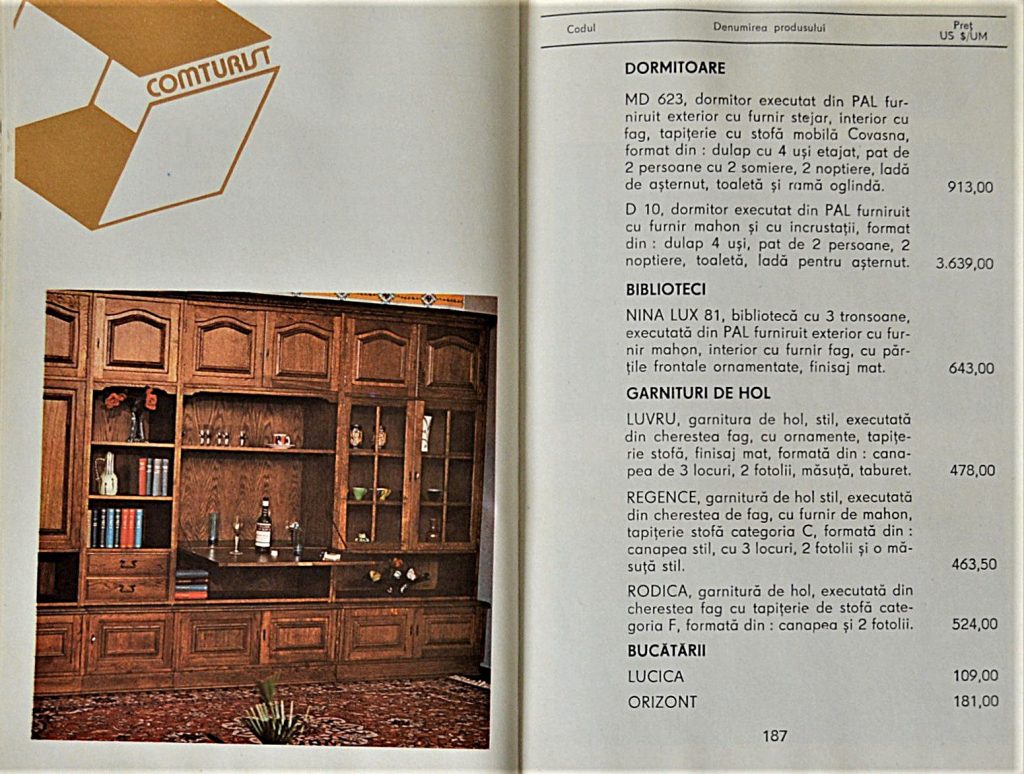 COMTURIST
Codul Denumirea produsului Preț
US $/UM
DORMITOARE
MD 623, dormitor executat din PAL fur-
niruit exterior cu furnir stejar, interior cu
fag, tapițerie cu stofă mobilă Covasna,
format din : dulap cu 4 uși etajat, pat de
2 persoane cu 2 somiere, 2 noptiere, ladă
de așternut, toaletă și ramă oglindă. 913,00
D 10, dormitor executat din PAL furniruit
cu furnir mahon și cu incrustații, format
din : dulap 4 uși, pat de 2 persoane, 2
noptiere, toaletă, ladă pentru așternut. 3.639,00
BIBLIOTECI
NINA LUX 81, bibliotecă cu 3 tronsoane,
executată din PAL furniruit exterior cu fur-
nir mahon, interior cu furnir fag, cu păr-
țile frontale ornamentate, finisaj mat. 643,00
GARNITURI DE HOL
LUVRU, garnitura de hol, stil, executată
din cherestea fag, cu ornamente, tapițe-
rie stofă, finisaj mat, formată din : cana-
pea de 3 locuri, 2 fotolii, măsuță, taburet. 478,00
REGENCE, garnitură de hol stil, executată
din cherestea de fag, cu furnir de mahon,
tapițerie stofă categoria C, formată din :
canapea stil, cu 3 locuri, 2 fotolii și o mă-
suță stil. 463,50
RODICA, garnitură de hol, executată din
cherestea fag cu tapițerie de stofă cate-
goria F, formată din : canapea și 2 fotolii. 524,00
BUCĂTĂRII
LUCICA 109,00
ORIZONT 181,00
187